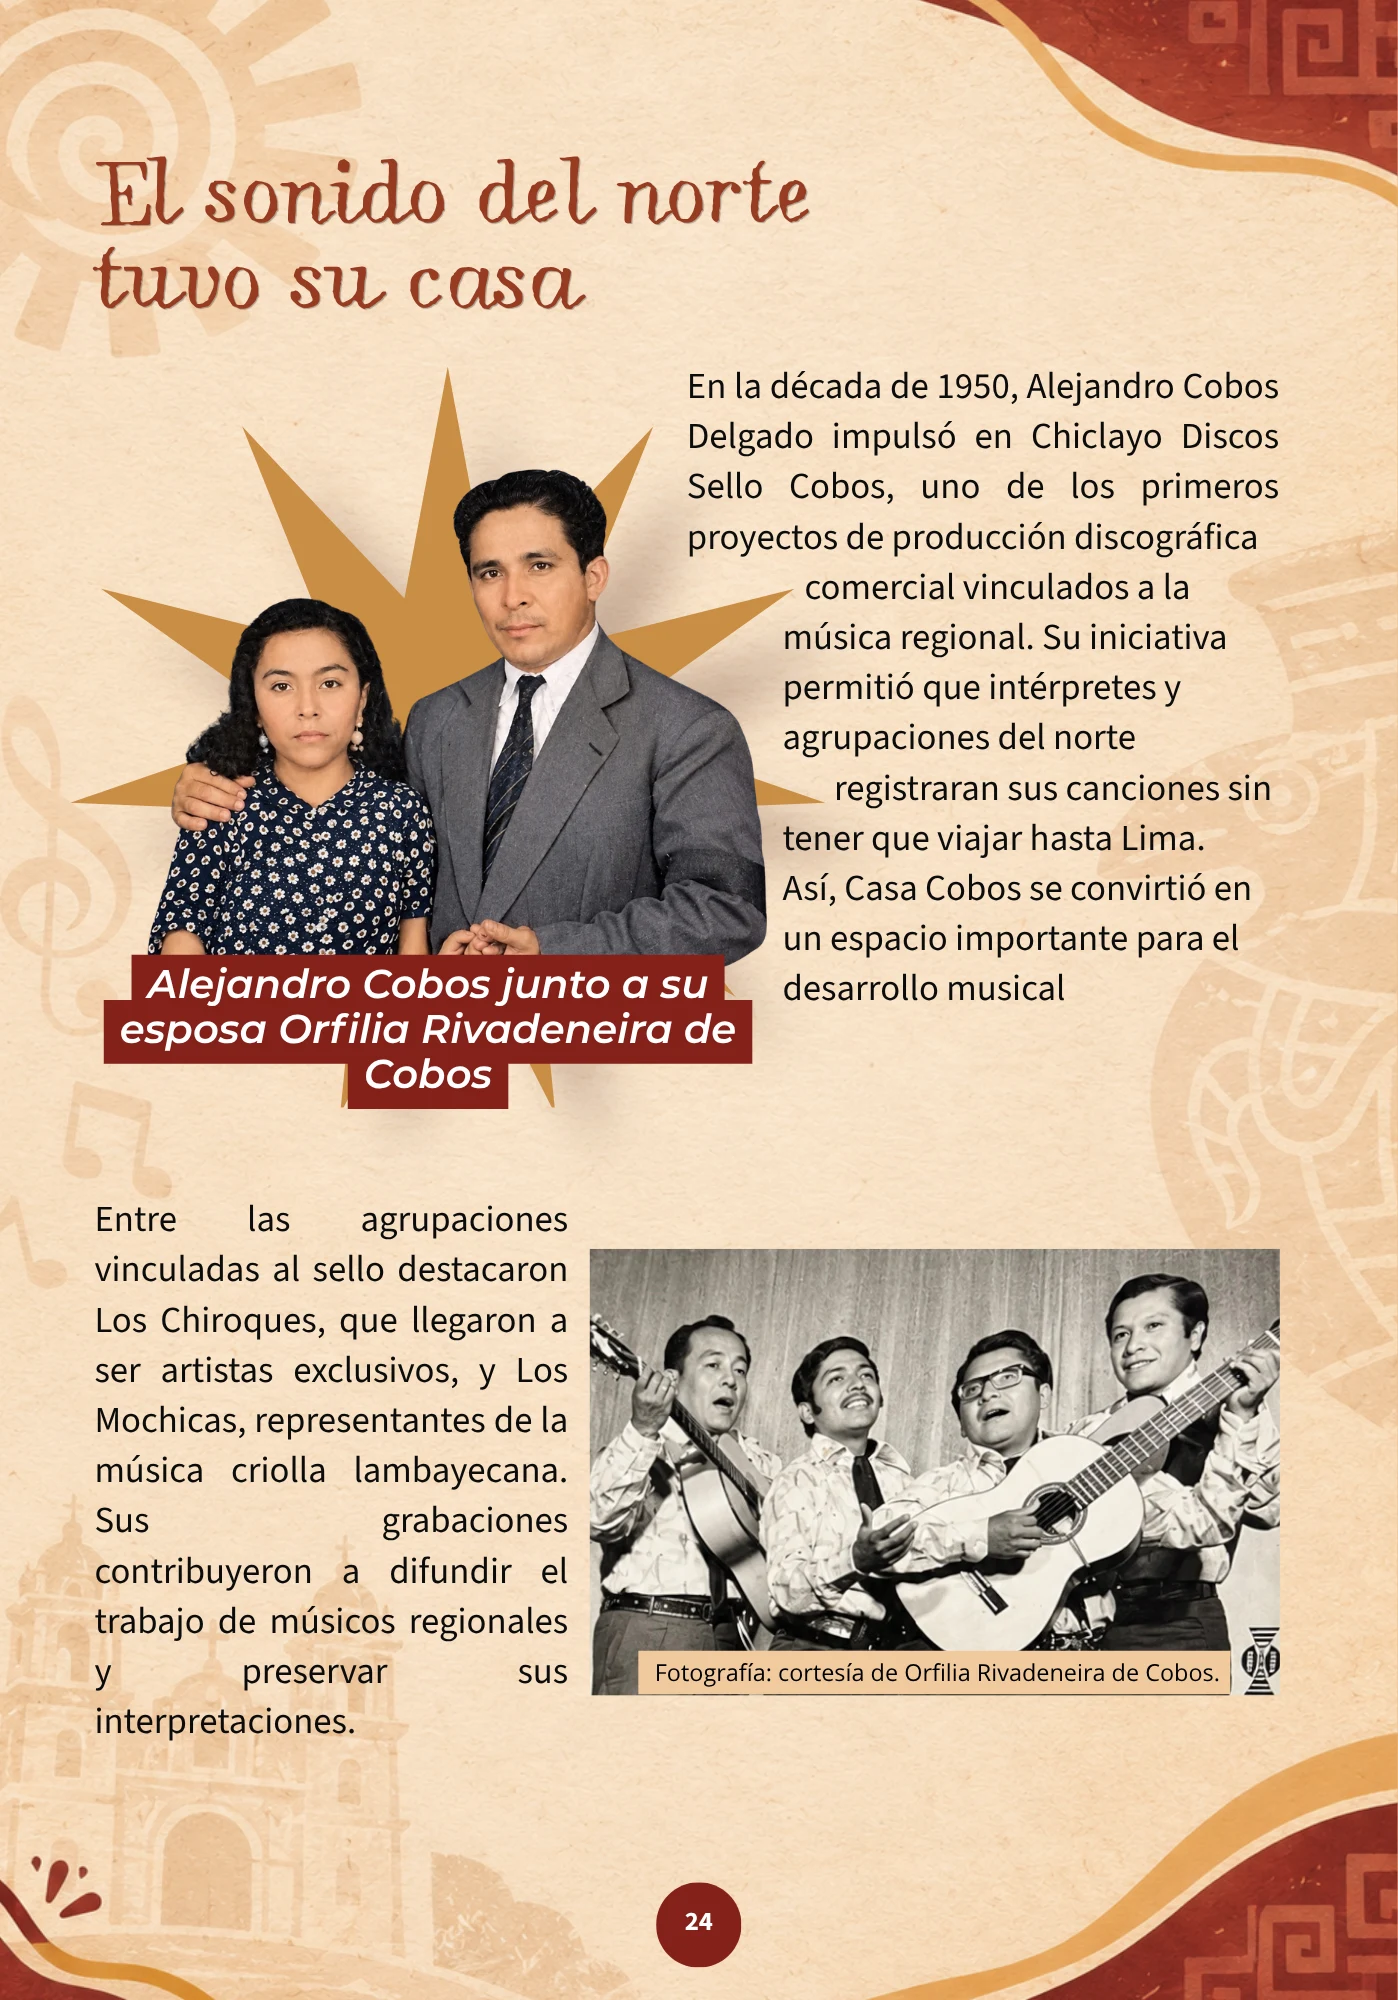 El sonido del norte
tuvo su casa
En la década de 1950, Alejandro Cobos
Delgado impulsó en Chiclayo Discos
Sello Cobos, uno de los primeros
proyectos de producción discográfica
comercial vinculados a la
música regional. Su iniciativa
permitió que intérpretes y
agrupaciones del norte
registraran sus canciones sin
tener que viajar hasta Lima.
Así, Casa Cobos se convirtió en
un espacio importante para el
desarrollo musical
Alejandro Cobos junto a su
esposa Orfilia Rivadeneira de
Cobos
Entre las agrupaciones
vinculadas al sello destacaron
Los Chiroques, que llegaron a
ser artistas exclusivos, y Los
Mochicas, representantes de la
música criolla lambayecana.
Sus grabaciones
contribuyeron a difundir el
trabajo de músicos regionales
y preservar sus
interpretaciones.
Fotografía: cortesía de Orfilia Rivadeneira de Cobos.
24